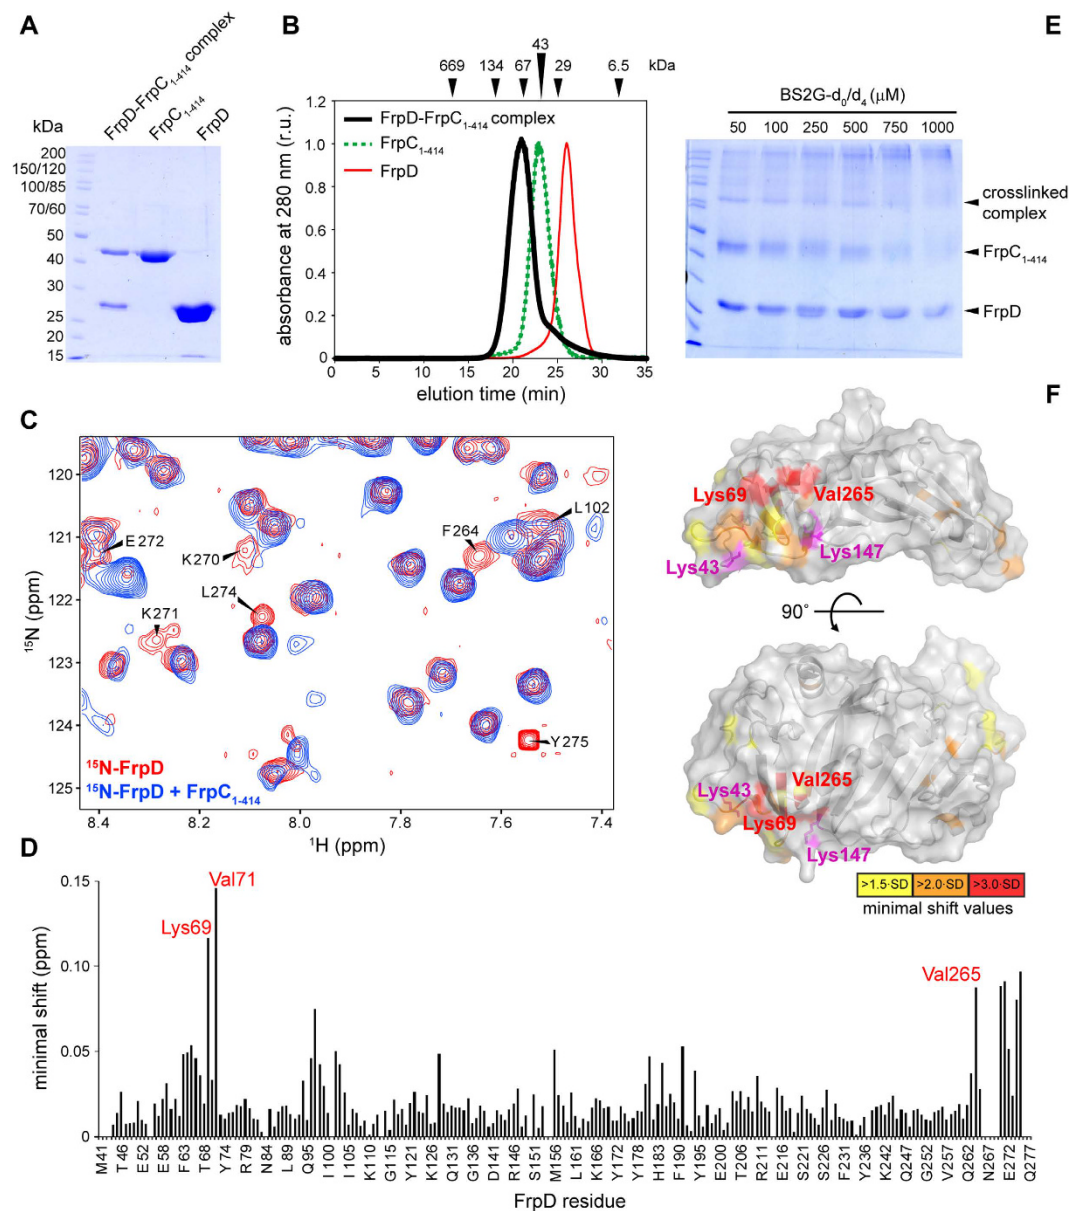 A
FrpD-FrpC1-414 complex
FrpC1-414
FrpD
kDa
200
150/120
100/85
70/60
50
40
30
25
20
15
B
669
134
67
43
29
6.5
kDa
FrpD-FrpC1-414 complex
FrpC1-414
FrpD
absorbance at 280 nm (r.u.)
1.2
1.0
0.8
0.6
0.4
0.2
0
0 5 10 15 20 25 30 35
elution time (min)
E
BS2G-d0/d4 (µM)
50 100 250 500 750 1000
crosslinked
complex
FrpC1-414
FrpD
C
15N (ppm)
120
121
122
123
124
125
E272
K270
L274
K271
F264
L102
Y275
15N-FrpD
15N-FrpD + FrpC1-414
8.4 8.2 8.0 7.8 7.6 7.4
1H (ppm)
F
Lys69
Val265
Lys43
Lys147
90°
Val265
Lys43
Lys69
Lys147
>1.5·SD >2.0·SD >3.0·SD
minimal shift values
D
minimal shift (ppm)
0.15
0.10
0.05
0
Val71
Lys69
Val265
M41 T46 E52 E58 F63 T68 Y74 R79 N84 L89 Q95 I100 I105 K110 G115 Y121 K126 Q131 G136 D141 R146 S151 M156 L161 K166 Y172 Y178 H183 F190 Y195 E200 T206 R211 E216 S221 S226 F231 Y236 K242 Q247 G252 V257 Q262 N267 E272 Q277
FrpD residue